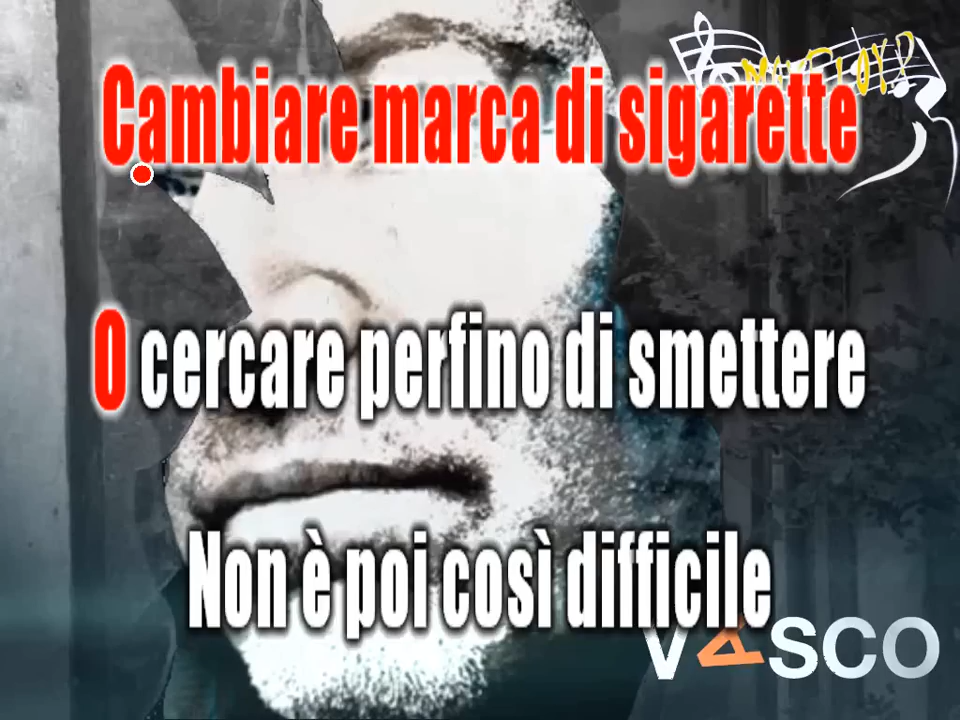 Cambiare marca di sigarette
O cercare perfino di smettere
Non è poi così difficile
VASCO